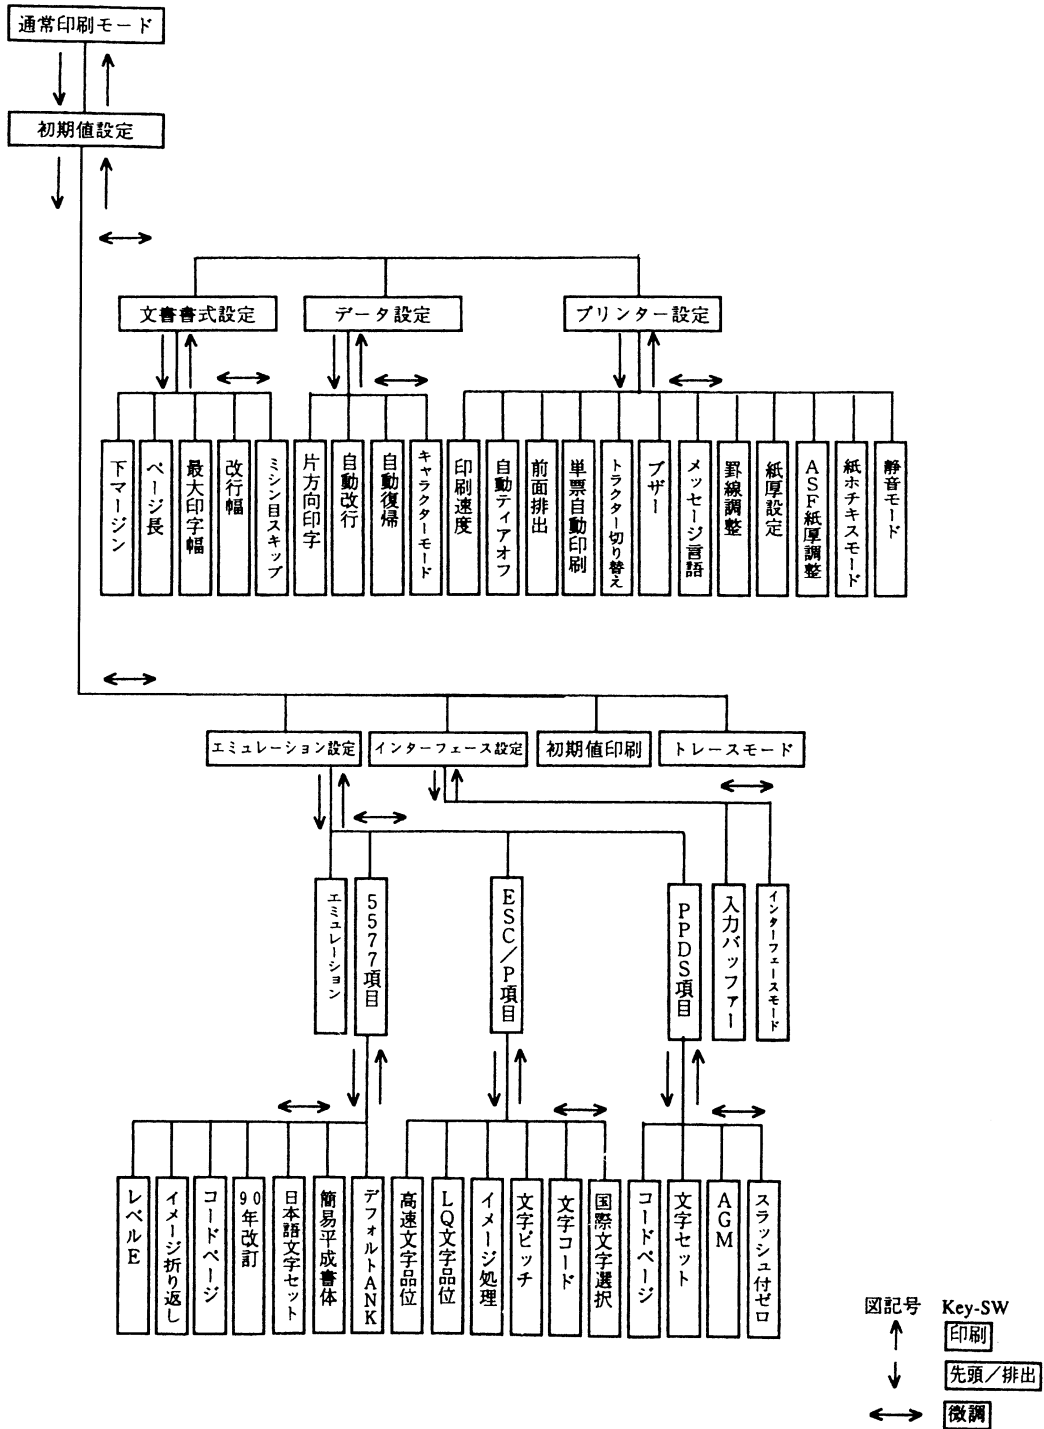 通常印刷モード
初期値設定
文書書式設定
データ設定
プリンター設定
下マージン
ページ長
最大印字幅
改行幅
ミシン目スキップ
片方向印字
自動改行
自動復帰
キャラクターモード
印刷速度
自動ティアオフ
前面排出
単票自動印刷
トラクター切り替え
ブザー
メッセージ言語
罫線調整
紙厚設定
ASF紙厚調整
紙ホチキスモード
静音モード
エミュレーション設定
インターフェース設定
初期値印刷
トレースモード
エミュレーション
5577項目
ESC/P項目
PPDS項目
入力バッファー
インターフェースモード
レベルE
イメージ折り返し
コードページ
90年改訂
日本語文字セット
簡易平成書体
デフォルトANK
高速文字品位
LQ文字品位
イメージ処理
文字ピッチ
文字コード
国際文字選択
コードページ
文字セット
AGM
スラッシュ付ゼロ
図記号 Key-SW
印刷
先頭/排出
微調